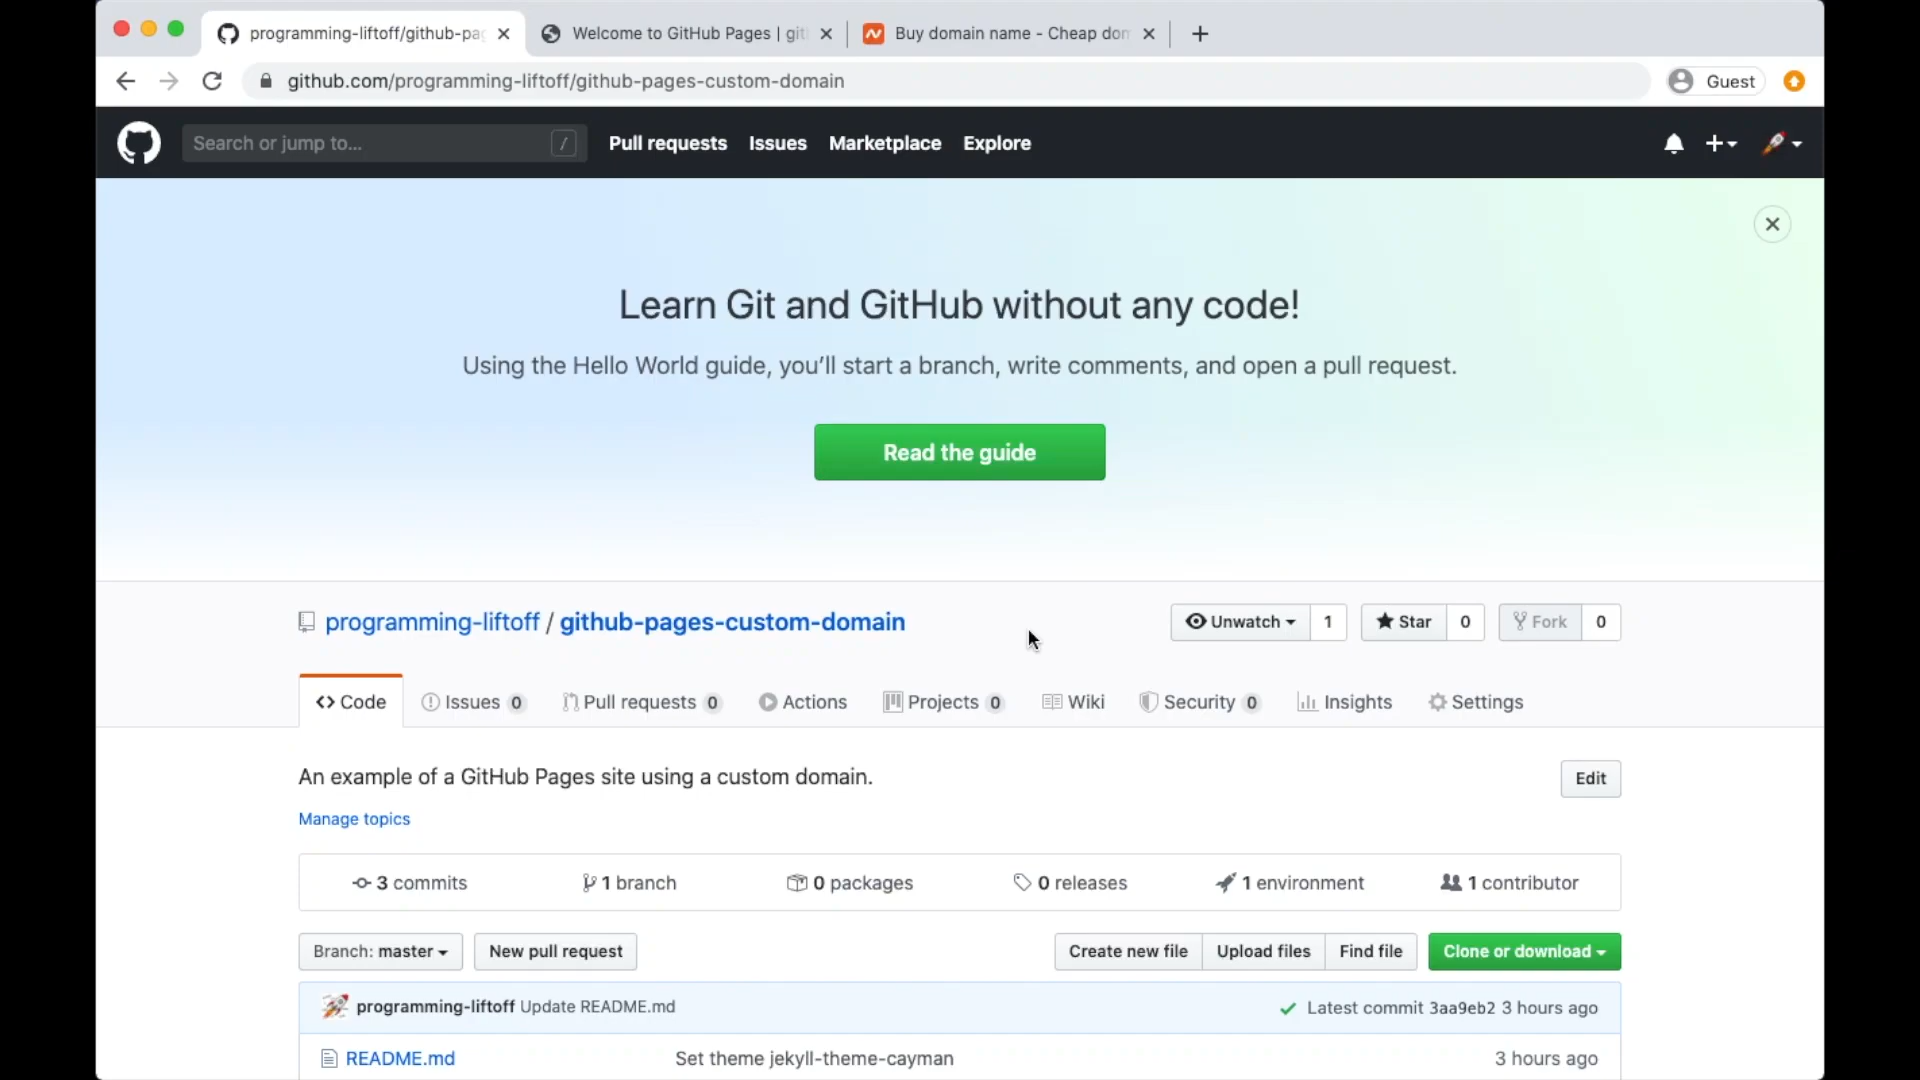 programming-liftoff/github-pag
Welcome to GitHub Pages | git
Buy domain name - Cheap dom
github.com/programming-liftoff/github-pages-custom-domain
Guest
Search or jump to...
/
Pull requests
Issues
Marketplace
Explore
Learn Git and GitHub without any code!
Using the Hello World guide, you’ll start a branch, write comments, and open a pull request.
Read the guide
programming-liftoff / github-pages-custom-domain
Unwatch 1
Star 0
Fork 0
Code
Issues 0
Pull requests 0
Actions
Projects 0
Wiki
Security 0
Insights
Settings
An example of a GitHub Pages site using a custom domain.
Edit
Manage topics
3 commits
1 branch
0 packages
0 releases
1 environment
1 contributor
Branch: master
New pull request
Create new file
Upload files
Find file
Clone or download
programming-liftoff Update README.md
Latest commit 3aa9eb2 3 hours ago
README.md
Set theme jekyll-theme-cayman
3 hours ago